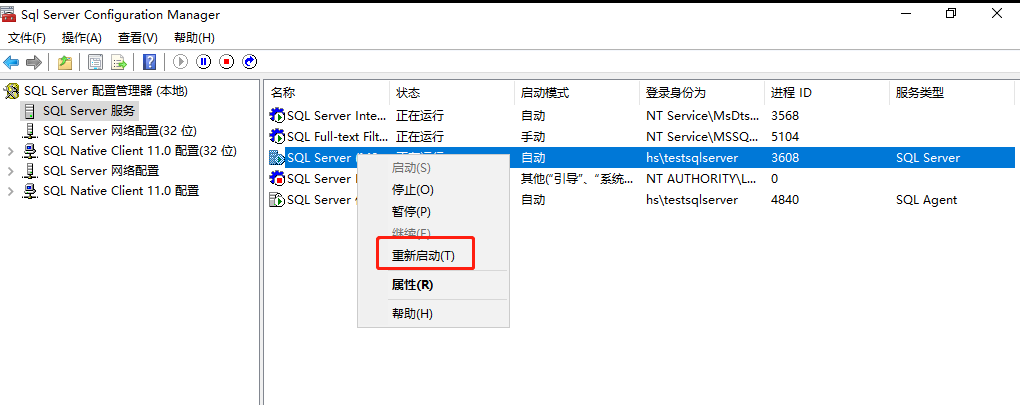 Sql Server Configuration Manager
文件(F) 操作(A) 查看(V) 帮助(H)
SQL Server 配置管理器 (本地)
SQL Server 服务
SQL Server 网络配置(32 位)
SQL Native Client 11.0 配置(32 位)
SQL Server 网络配置
SQL Native Client 11.0 配置
名称 状态 启动模式 登录身份为 进程 ID 服务类型
SQL Server Inte... 正在运行 自动 NT Service\MsDts... 3568
SQL Full-text Filt... 正在运行 手动 NT Service\MSSQ... 5104
SQL Server 自动 hs\testsqlserver 3608 SQL Server
SQL Server 其他("引导"、"系统... NT AUTHORITY\L... 0
SQL Server 自动 hs\testsqlserver 4840 SQL Agent
启动(S)
停止(O)
暂停(P)
继续(E)
重新启动(T)
属性(R)
帮助(H)